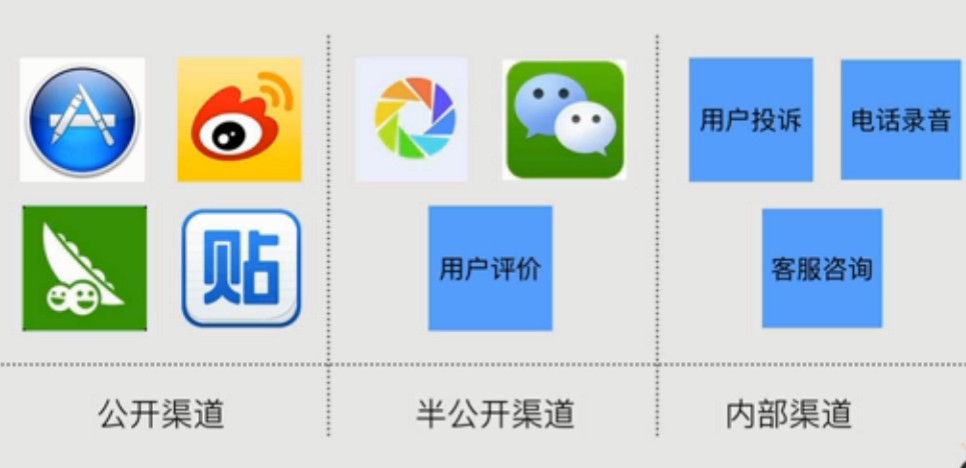 用户投诉
电话录音
贴
用户评价
客服咨询
公开渠道
半公开渠道
内部渠道